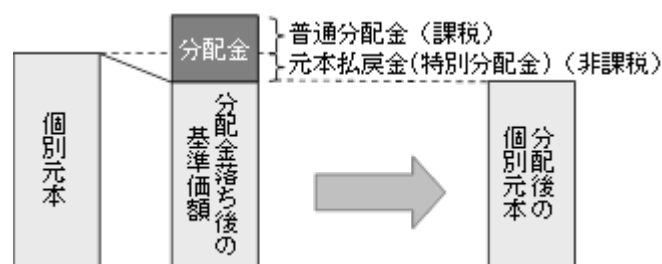 分配金
普通分配金（課税）
元本払戻金(特別分配金)（非課税）
個別元本
分配金落ち後の
基準価額
分配後の
個別元本